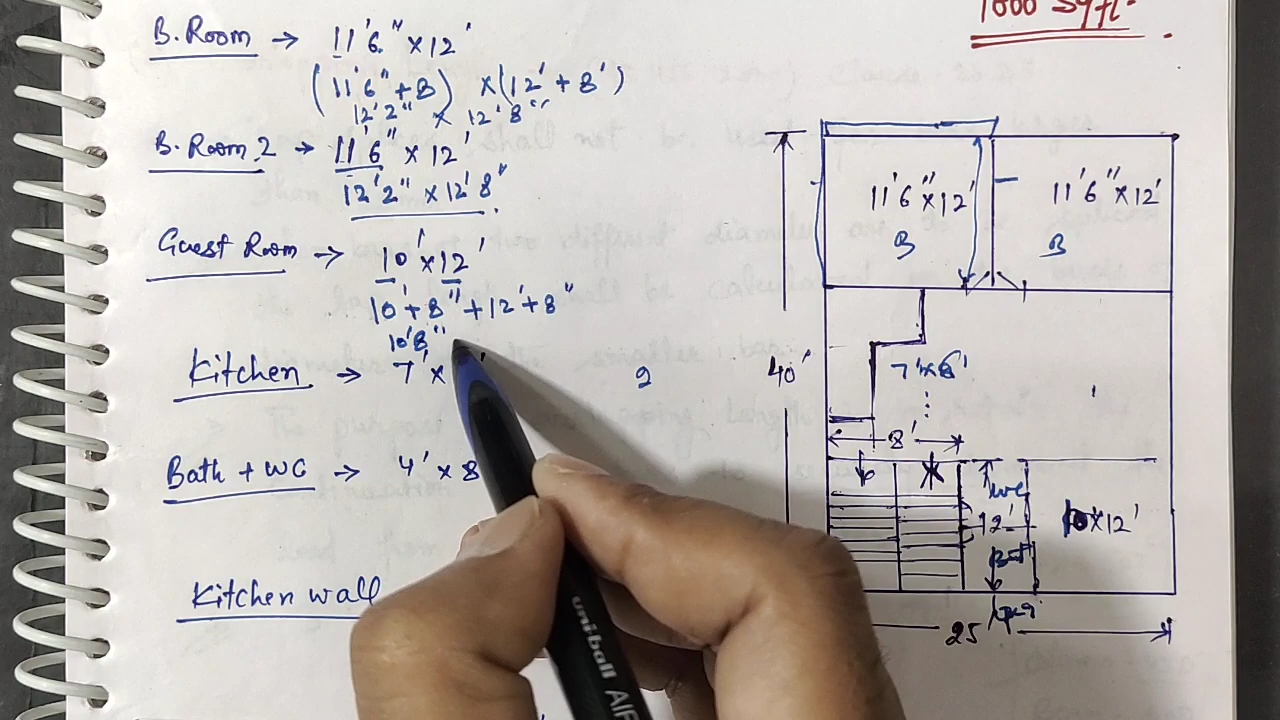 1000 Sqft.
B. Room → 11'6" × 12'
(11'6" + 8) × (12' + 8')
12'2" × 12'8"
B. Room.2 → 11'6" × 12'
12'2" × 12'8"
Guest Room → 10' × 12'
10' + 8" + 12' + 8"
10'8"
Kitchen → 7' ×
9
Bath + WC → 4' × 8
Kitchen wall
11'6" × 12'
B
11'6" × 12'
B
40'
7' × 8'
8'
WC
12'
10 × 12'
25
uniball AIR